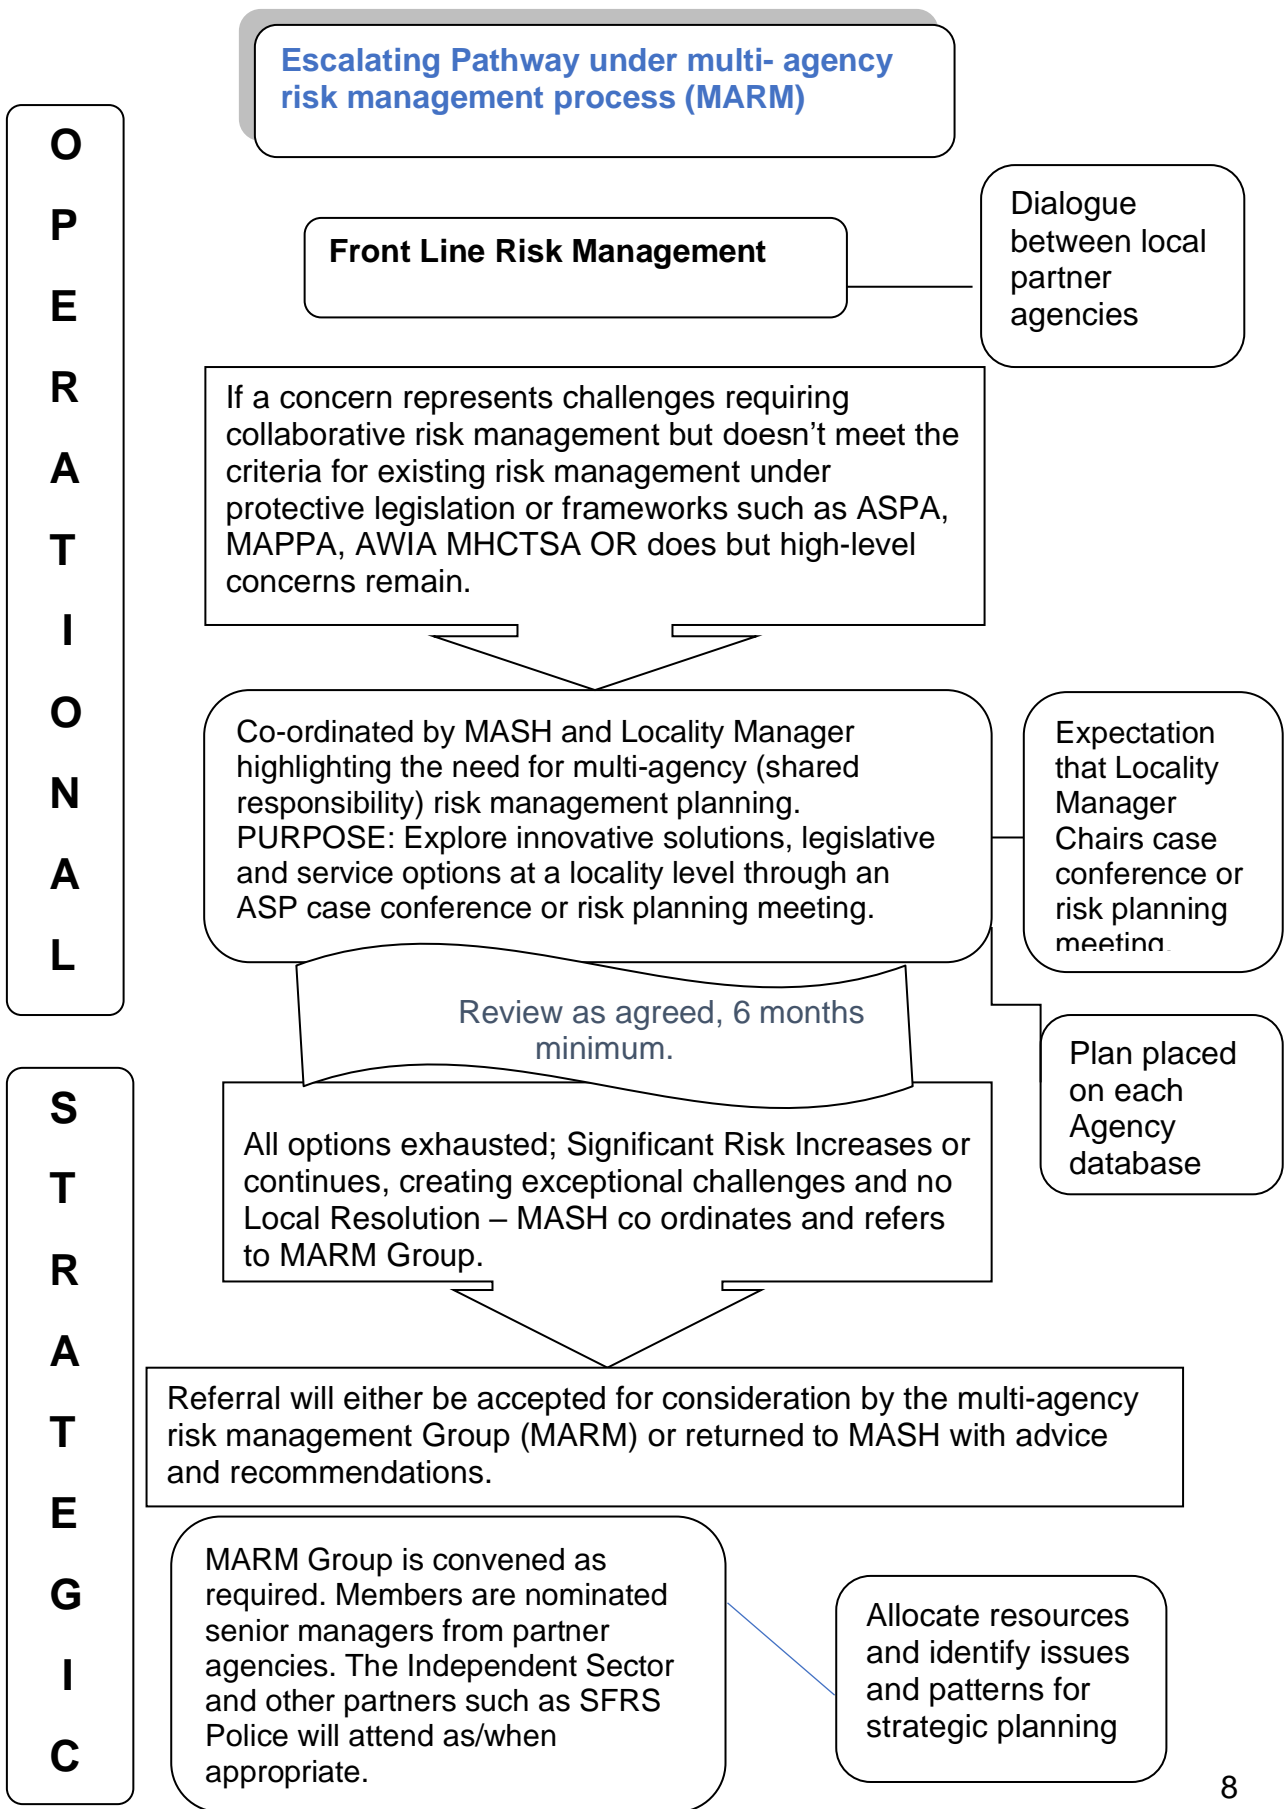 Escalating Pathway under multi- agency
risk management process (MARM)
OPERATIONAL
Front Line Risk Management
Dialogue
between local
partner
agencies
If a concern represents challenges requiring
collaborative risk management but doesn’t meet the
criteria for existing risk management under
protective legislation or frameworks such as ASPA,
MAPPA, AWIA MHCTSA OR does but high-level
concerns remain.
Co-ordinated by MASH and Locality Manager
highlighting the need for multi-agency (shared
responsibility) risk management planning.
PURPOSE: Explore innovative solutions, legislative
and service options at a locality level through an
ASP case conference or risk planning meeting.
Expectation
that Locality
Manager
Chairs case
conference or
risk planning
meeting.
Review as agreed, 6 months
minimum.
Plan placed
on each
Agency
database
STRATEGIC
All options exhausted; Significant Risk Increases or
continues, creating exceptional challenges and no
Local Resolution – MASH co ordinates and refers
to MARM Group.
Referral will either be accepted for consideration by the multi-agency
risk management Group (MARM) or returned to MASH with advice
and recommendations.
MARM Group is convened as
required. Members are nominated
senior managers from partner
agencies. The Independent Sector
and other partners such as SFRS
Police will attend as/when
appropriate.
Allocate resources
and identify issues
and patterns for
strategic planning
8